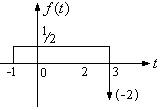 f(t)
1/2
-1 0 2 3 t
(-2)